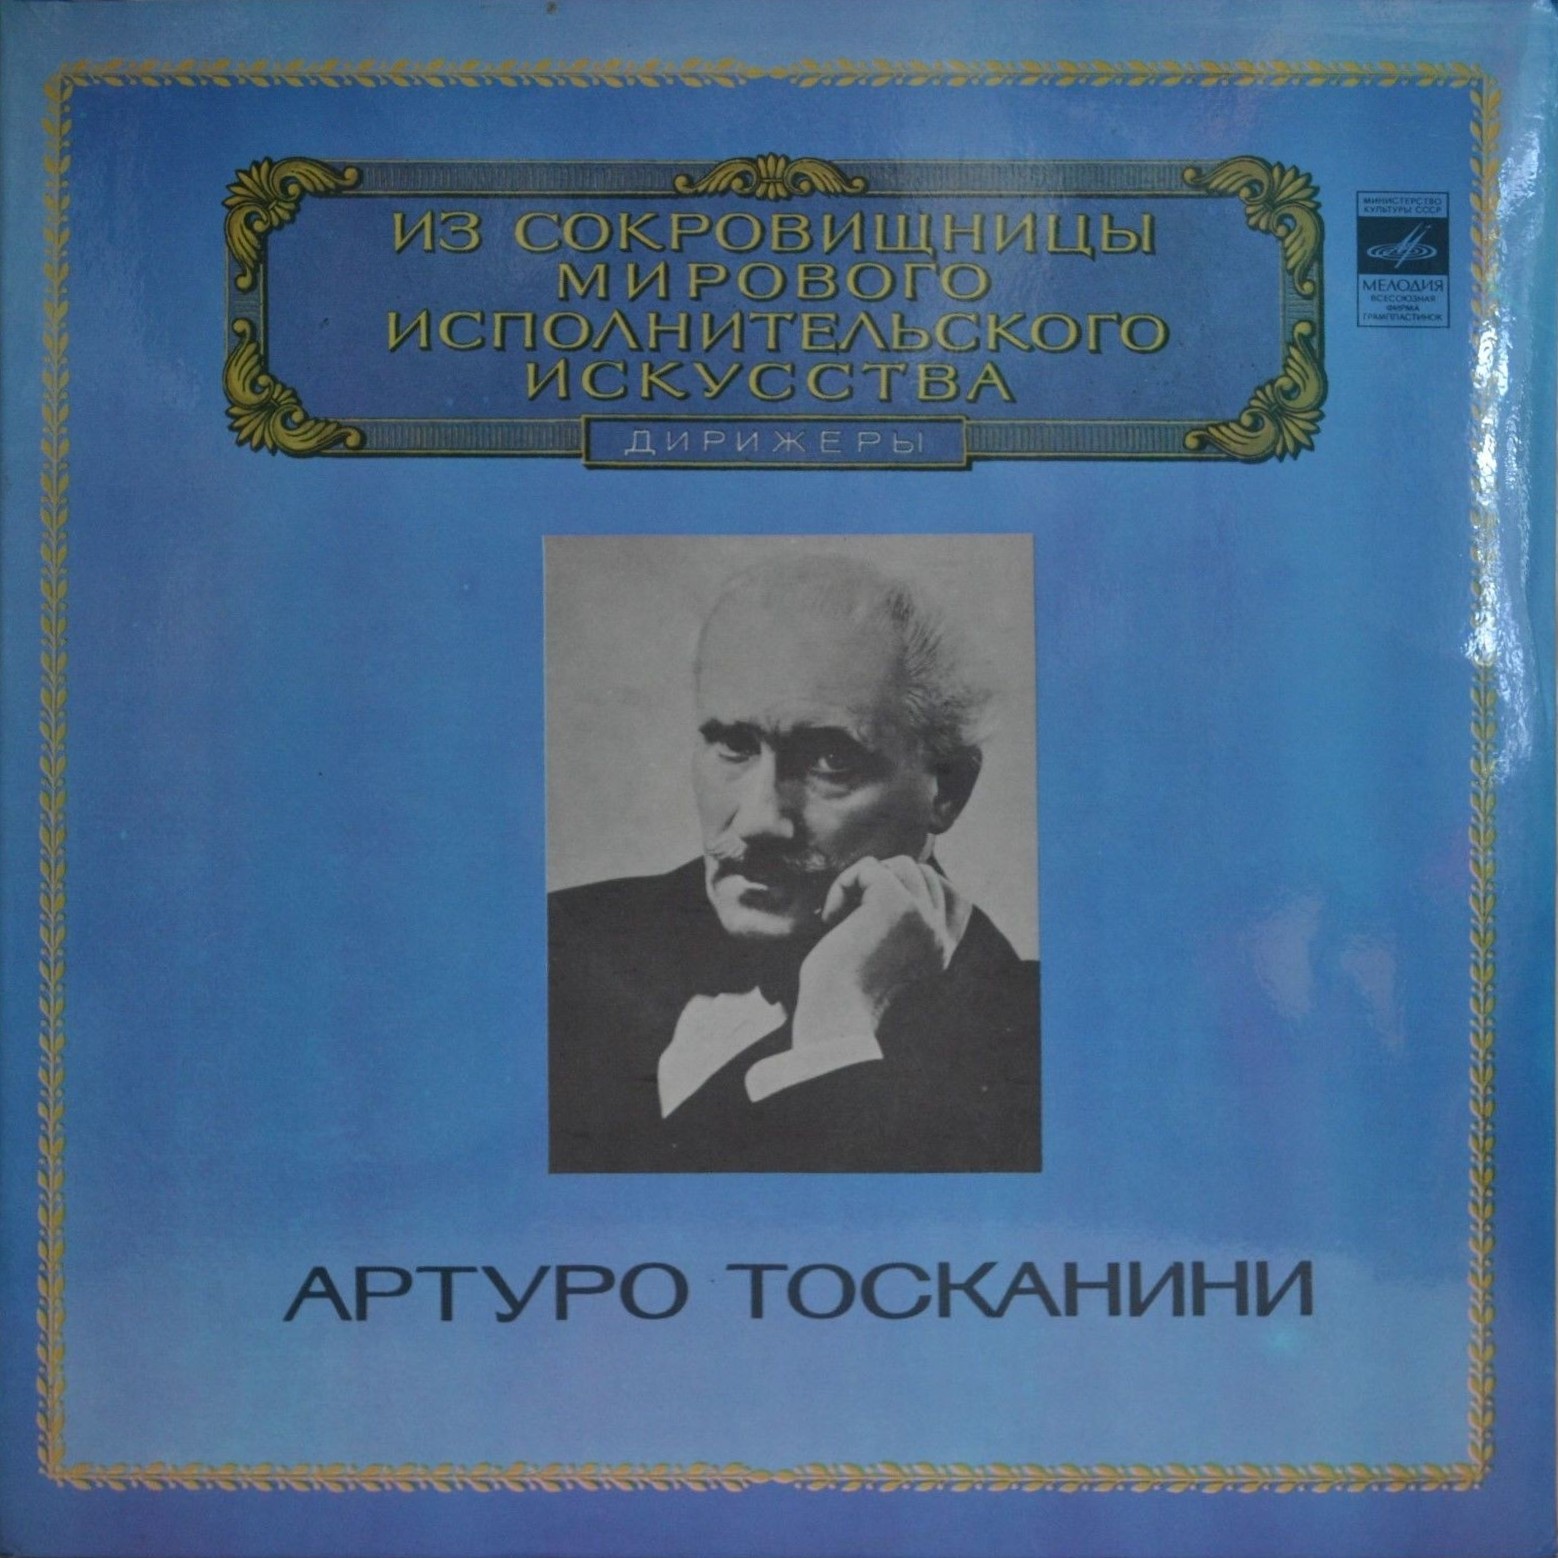 ИЗ СОКРОВИЩНИЦЫ
МИРОВОГО
ИСПОЛНИТЕЛЬСКОГО
ИСКУССТВА
ДИРИЖЕРЫ
МИНИСТЕРСТВО
КУЛЬТУРЫ СССР
МЕЛОДИЯ
ВСЕСОЮЗНАЯ
ФИРМА
ГРАМПЛАСТИНОК
АРТУРО ТОСКАНИНИ